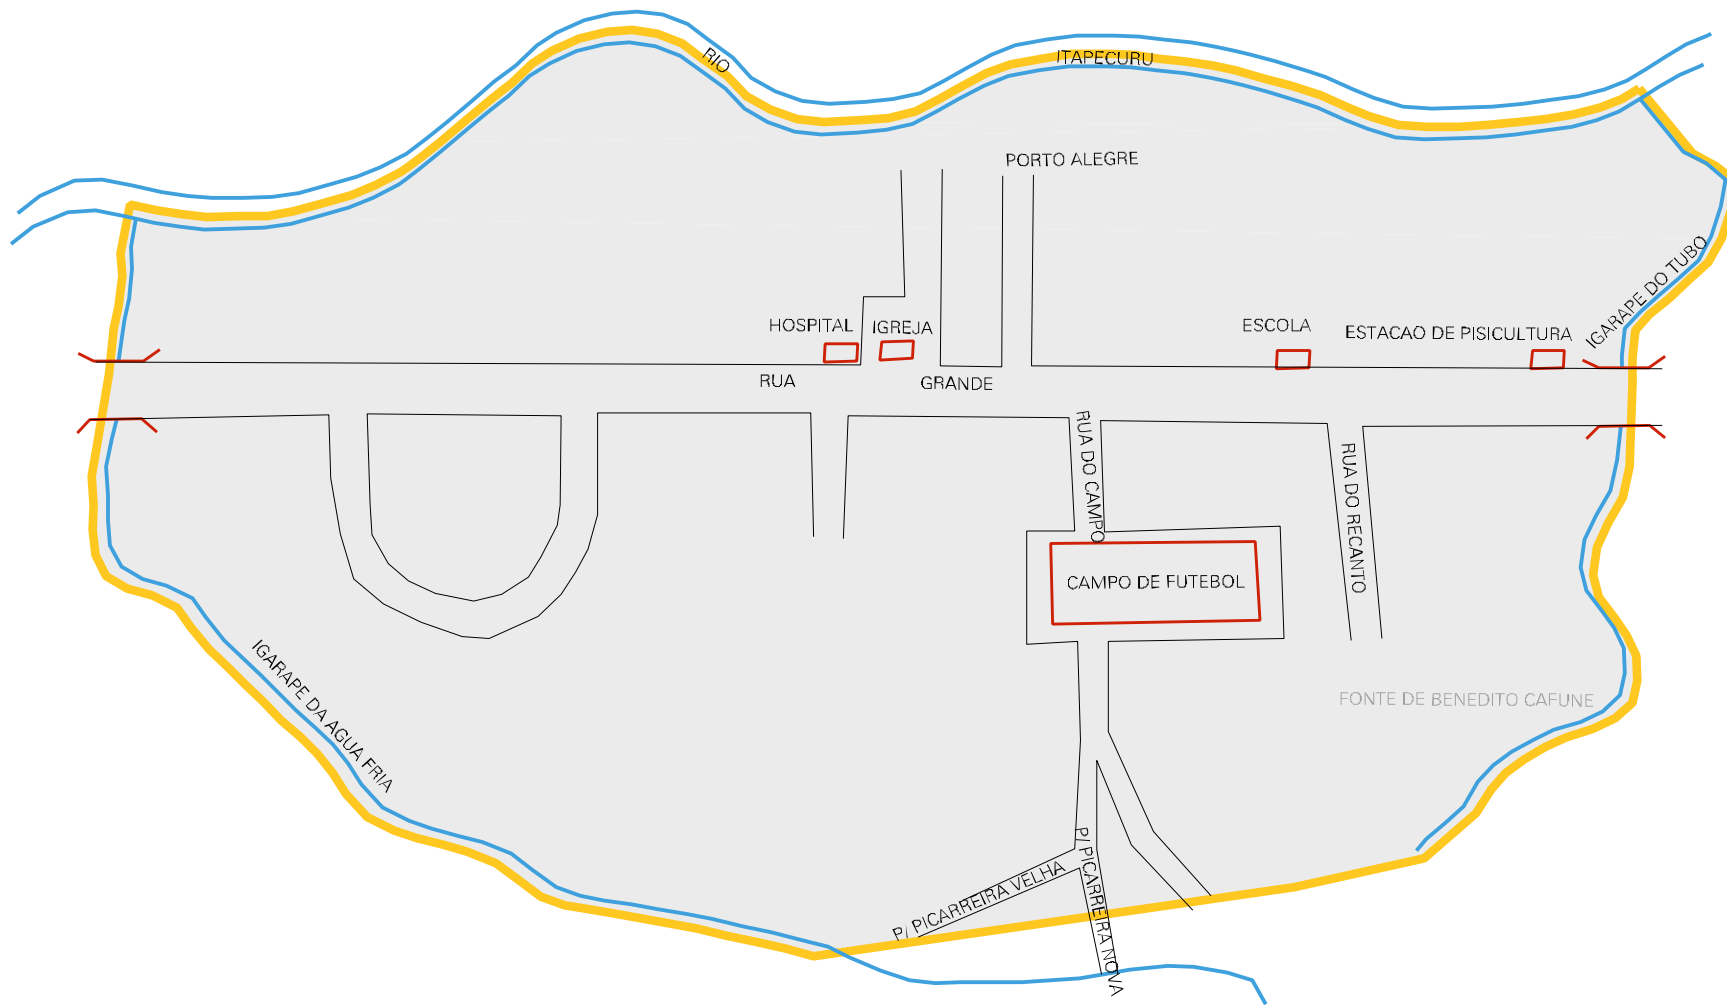 RIO
ITAPECURU
PORTO ALEGRE
IGARAPE DO TUBO
HOSPITAL
IGREJA
ESCOLA
ESTACAO DE PISICULTURA
RUA
GRANDE
RUA DO CAMPO
RUA DO RECANTO
CAMPO DE FUTEBOL
IGARAPE DA AGUA FRIA
FONTE DE BENEDITO CAFUNE
P/ PICARREIRA VELHA
P/ PICARREIRA NOVA